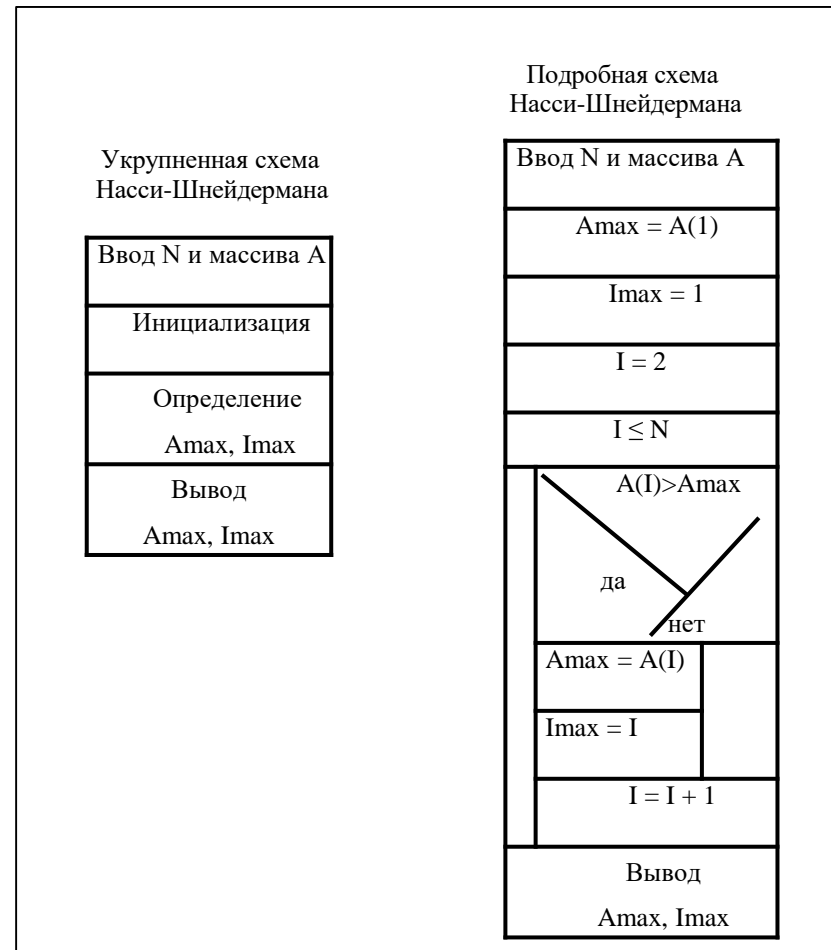 Укрупненная схема
Насси-Шнейдермана
Ввод N и массива А
Инициализация
Определение
Amax, Imax
Вывод
Amax, Imax
Подробная схема
Насси-Шнейдермана
Ввод N и массива А
Amax = A(1)
Imax = 1
I = 2
I ≤ N
A(I)>Amax
да
нет
Amax = A(I)
Imax = I
I = I + 1
Вывод
Amax, Imax